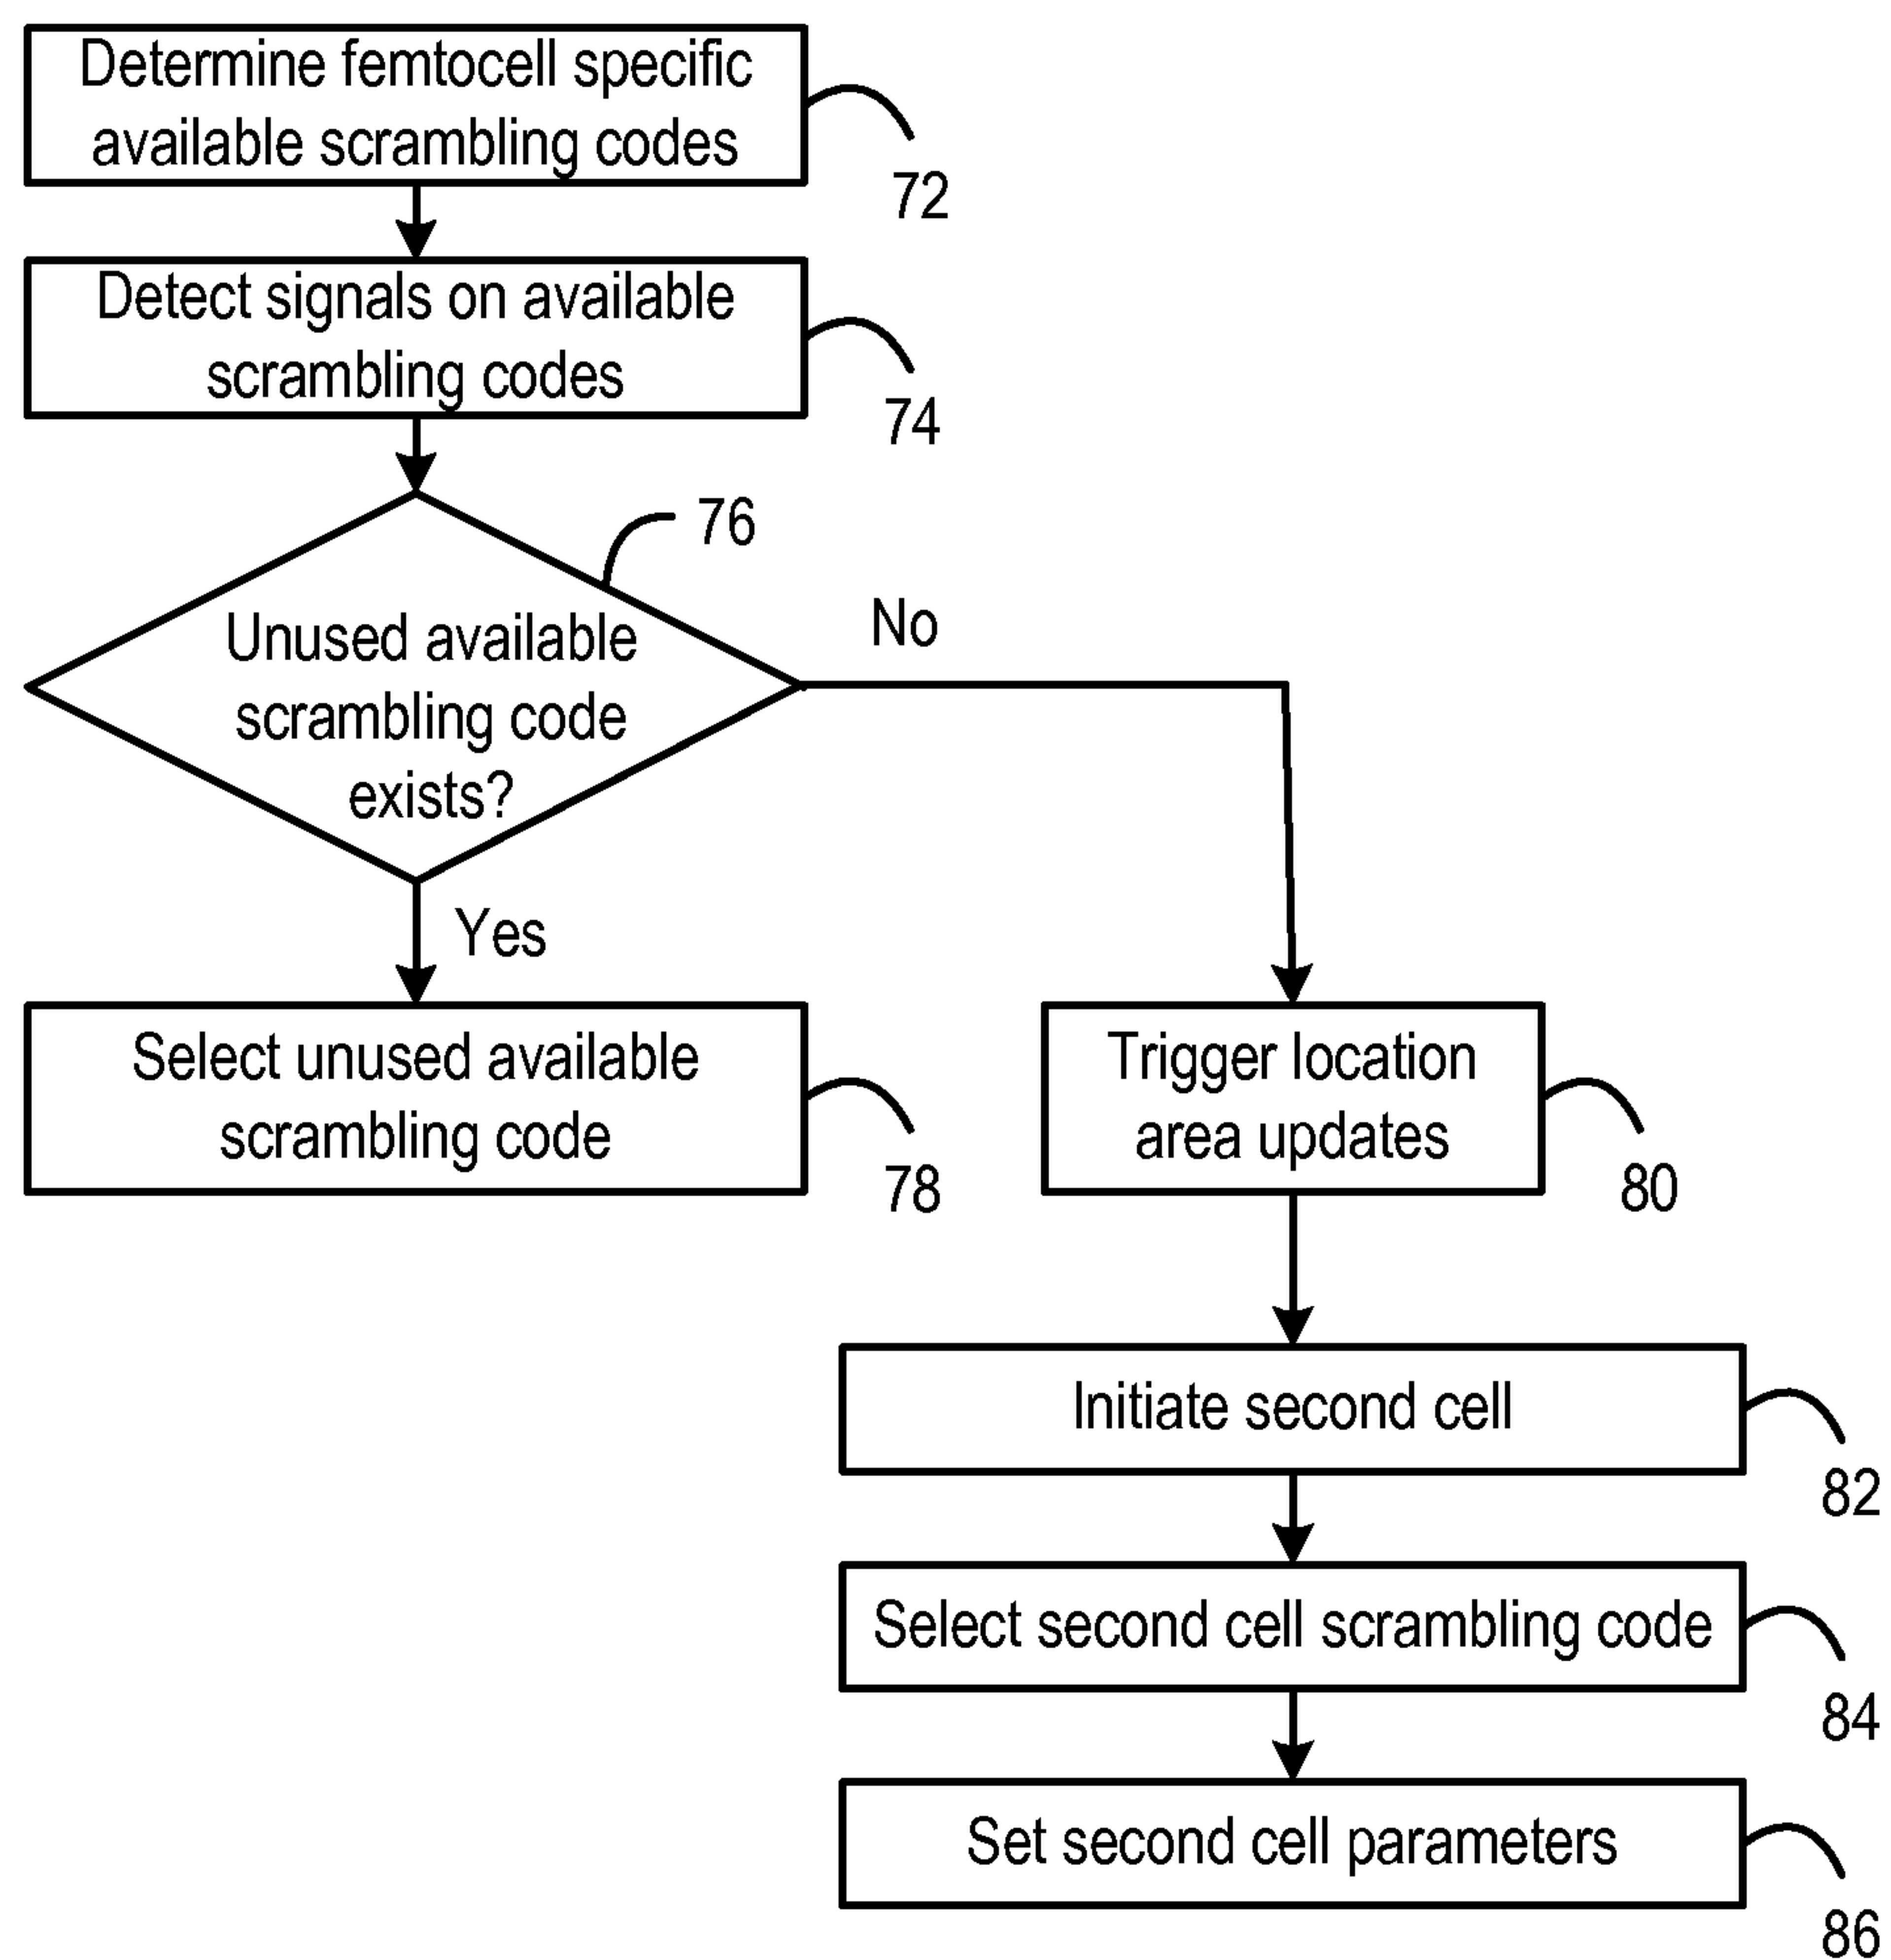 Determine femtocell specific
available scrambling codes
72
Detect signals on available
scrambling codes
74
76
Unused available
scrambling code
exists?
No
Yes
Select unused available
scrambling code
78
Trigger location
area updates
80
Initiate second cell
82
Select second cell scrambling code
84
Set second cell parameters
86